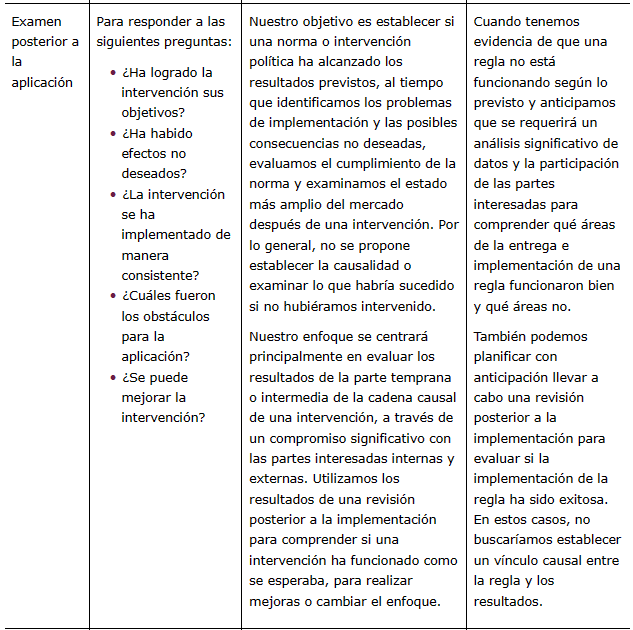 Examen
posterior a
la
aplicación
Para responder a las
siguientes preguntas:
• ¿Ha logrado la
intervención sus
objetivos?
• ¿Ha habido
efectos no
deseados?
• ¿La intervención
se ha
implementado de
manera
consistente?
• ¿Cuáles fueron
los obstáculos
para la
aplicación?
• ¿Se puede
mejorar la
intervención?
Nuestro objetivo es establecer si
una norma o intervención
política ha alcanzado los
resultados previstos, al tiempo
que identificamos los problemas
de implementación y las posibles
consecuencias no deseadas,
evaluamos el cumplimiento de la
norma y examinamos el estado
más amplio del mercado
después de una intervención. Por
lo general, no se propone
establecer la causalidad o
examinar lo que habría sucedido
si no hubiéramos intervenido.
Nuestro enfoque se centrará
principalmente en evaluar los
resultados de la parte temprana
o intermedia de la cadena causal
de una intervención, a través de
un compromiso significativo con
las partes interesadas internas y
externas. Utilizamos los
resultados de una revisión
posterior a la implementación
para comprender si una
intervención ha funcionado como
se esperaba, para realizar
mejoras o cambiar el enfoque.
Cuando tenemos
evidencia de que una
regla no está
funcionando según lo
previsto y anticipamos
que se requerirá un
análisis significativo de
datos y la participación
de las partes
interesadas para
comprender qué áreas
de la entrega e
implementación de una
regla funcionaron bien
y qué áreas no.
También podemos
planificar con
anticipación llevar a
cabo una revisión
posterior a la
implementación para
evaluar si la
implementación de la
regla ha sido exitosa.
En estos casos, no
buscaríamos establecer
un vínculo causal entre
la regla y los
resultados.